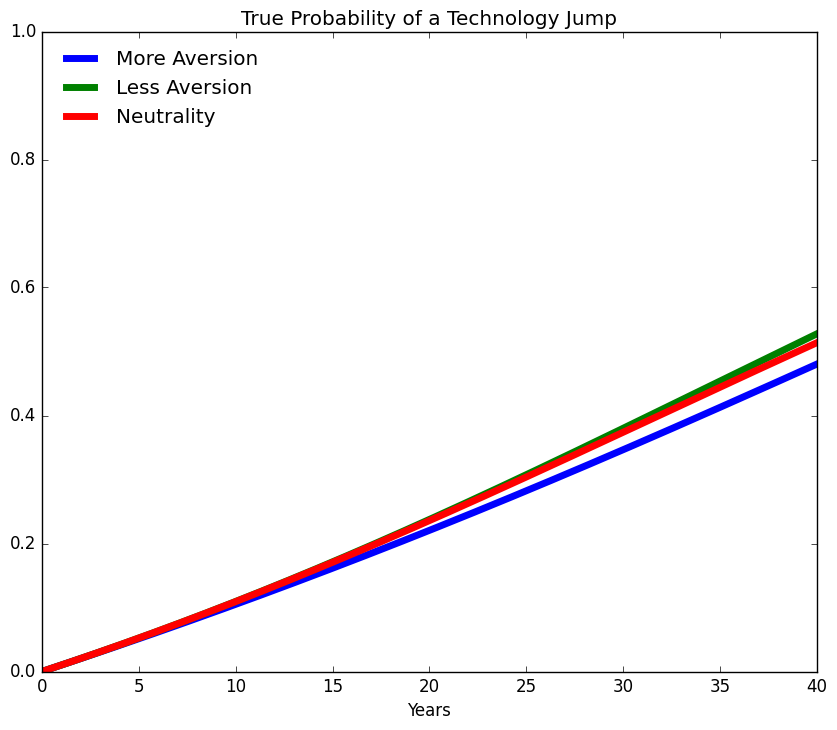 True Probability of a Technology Jump
1.0
More Aversion
Less Aversion
Neutrality
0.8
0.6
0.4
0.2
0.0
0 5 10 15 20 25 30 35 40
Years